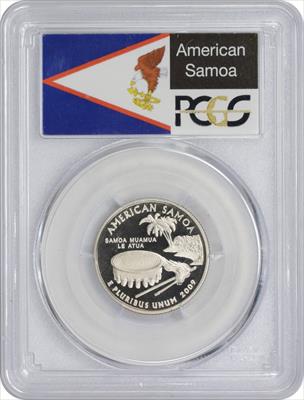 American
Samoa
PCGS
AMERICAN SAMOA
SAMOA MUAMUA
LE ATUA
E PLURIBUS UNUM 2009